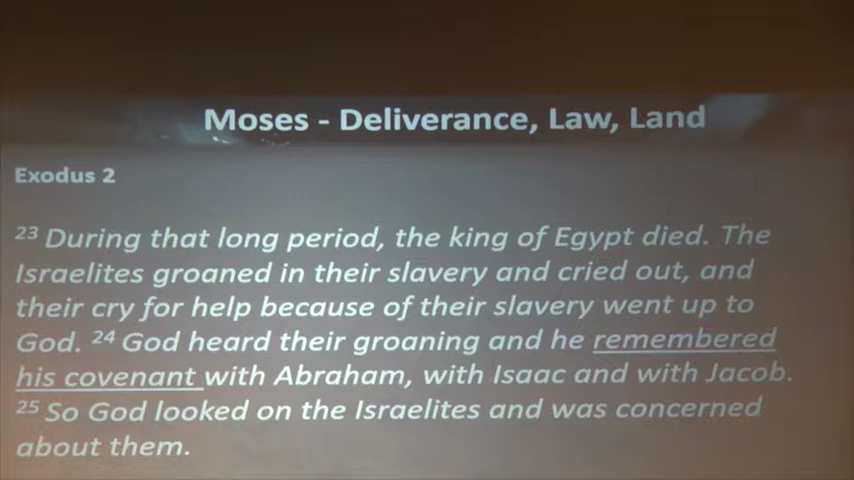 Moses - Deliverance, Law, Land
Exodus 2
23 During that long period, the king of Egypt died. The
Israelites groaned in their slavery and cried out, and
their cry for help because of their slavery went up to
God. 24 God heard their groaning and he remembered
his covenant with Abraham, with Isaac and with Jacob.
25 So God looked on the Israelites and was concerned
about them.